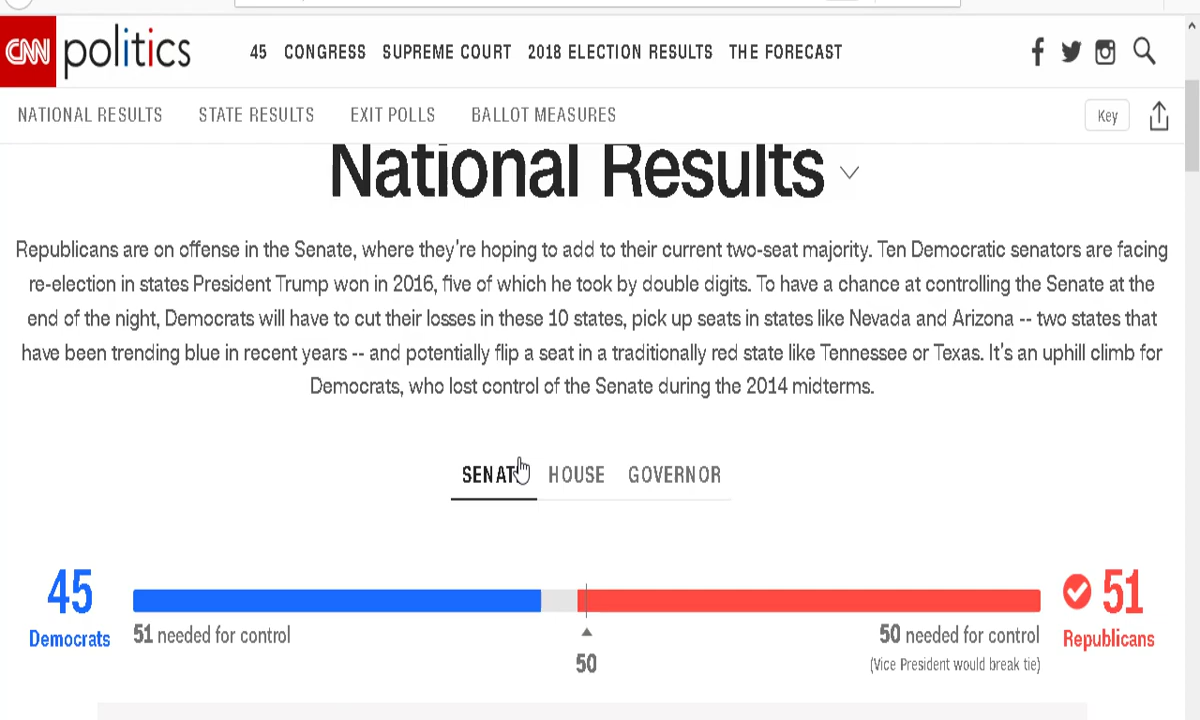 CNN politics 45 CONGRESS SUPREME COURT 2018 ELECTION RESULTS THE FORECAST
NATIONAL RESULTS STATE RESULTS EXIT POLLS BALLOT MEASURES Key
National Results
Republicans are on offense in the Senate, where they're hoping to add to their current two-seat majority. Ten Democratic senators are facing
re-election in states President Trump won in 2016, five of which he took by double digits. To have a chance at controlling the Senate at the
end of the night, Democrats will have to cut their losses in these 10 states, pick up seats in states like Nevada and Arizona -- two states that
have been trending blue in recent years -- and potentially flip a seat in a traditionally red state like Tennessee or Texas. It's an uphill climb for
Democrats, who lost control of the Senate during the 2014 midterms.
SENAT HOUSE GOVERNOR
45 51
Democrats 51 needed for control 50 needed for control Republicans
50 (Vice President would break tie)